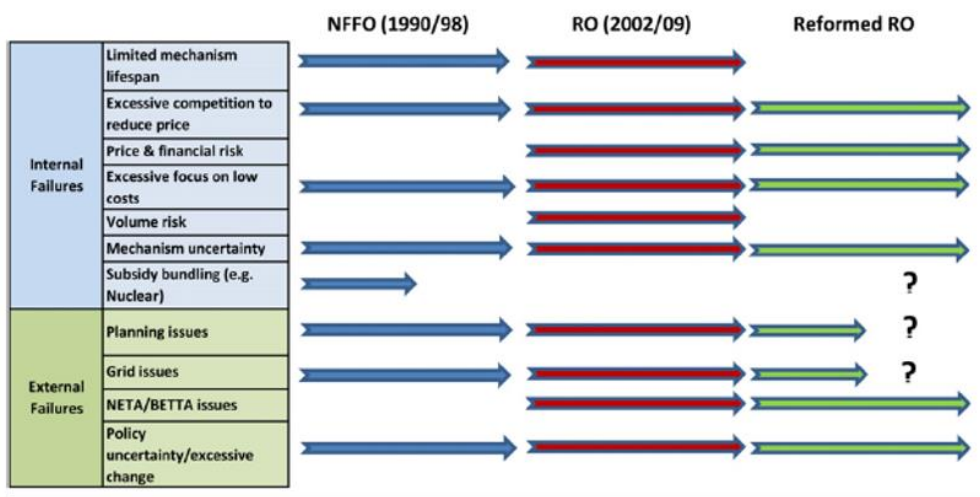 NFFO (1990/98) RO (2002/09) Reformed RO
Internal
Failures
Limited mechanism
lifespan
Excessive competition to
reduce price
Price & financial risk
Excessive focus on low
costs
Volume risk
Mechanism uncertainty
Subsidy bundling (e.g.
Nuclear)
?
External
Failures
Planning issues
?
Grid issues
?
NETA/BETTA issues
Policy
uncertainty/excessive
change